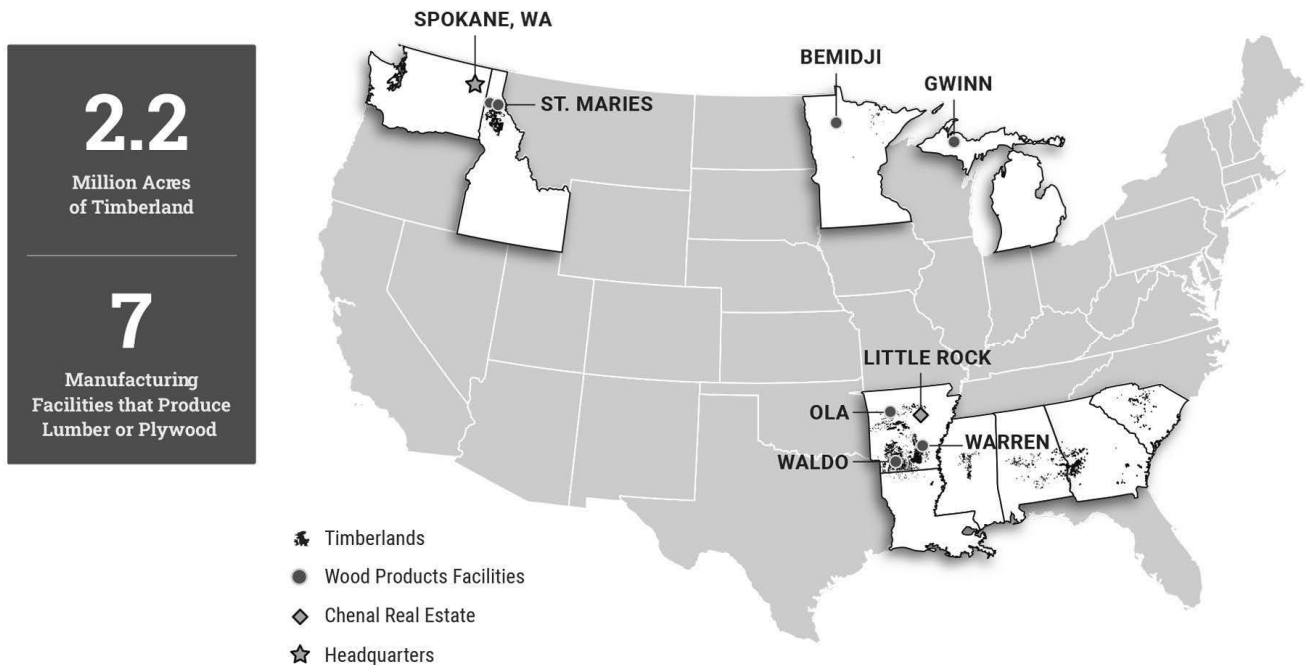 2.2
Million Acres
of Timberland
7
Manufacturing
Facilities that Produce
Lumber or Plywood
SPOKANE, WA
ST. MARIES
BEMIDJI
GWINN
LITTLE ROCK
OLA
WARREN
WALDO
Timberlands
Wood Products Facilities
Chenal Real Estate
Headquarters